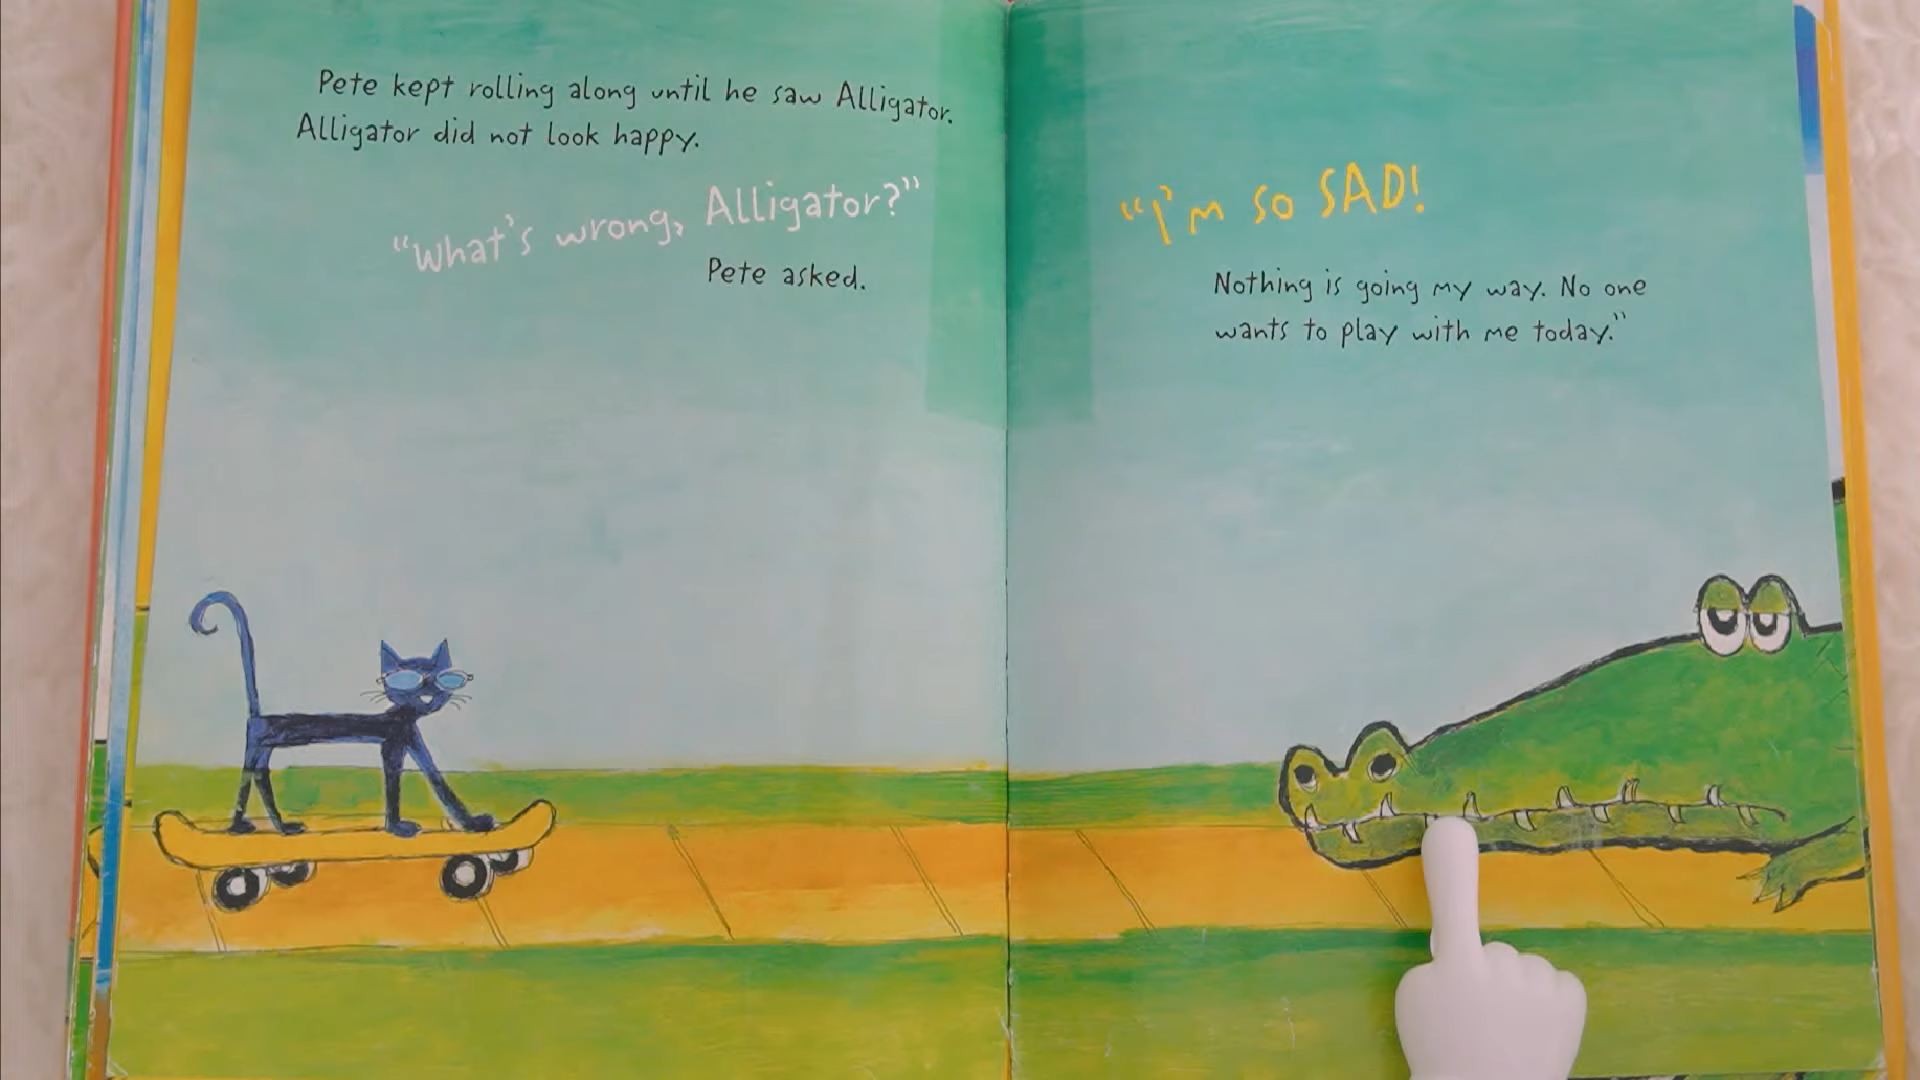 Pete kept rolling along until he saw Alligator.
Alligator did not look happy.
“What's wrong, Alligator?”
Pete asked.
“I'm so SAD!
Nothing is going my way. No one
wants to play with me today.”